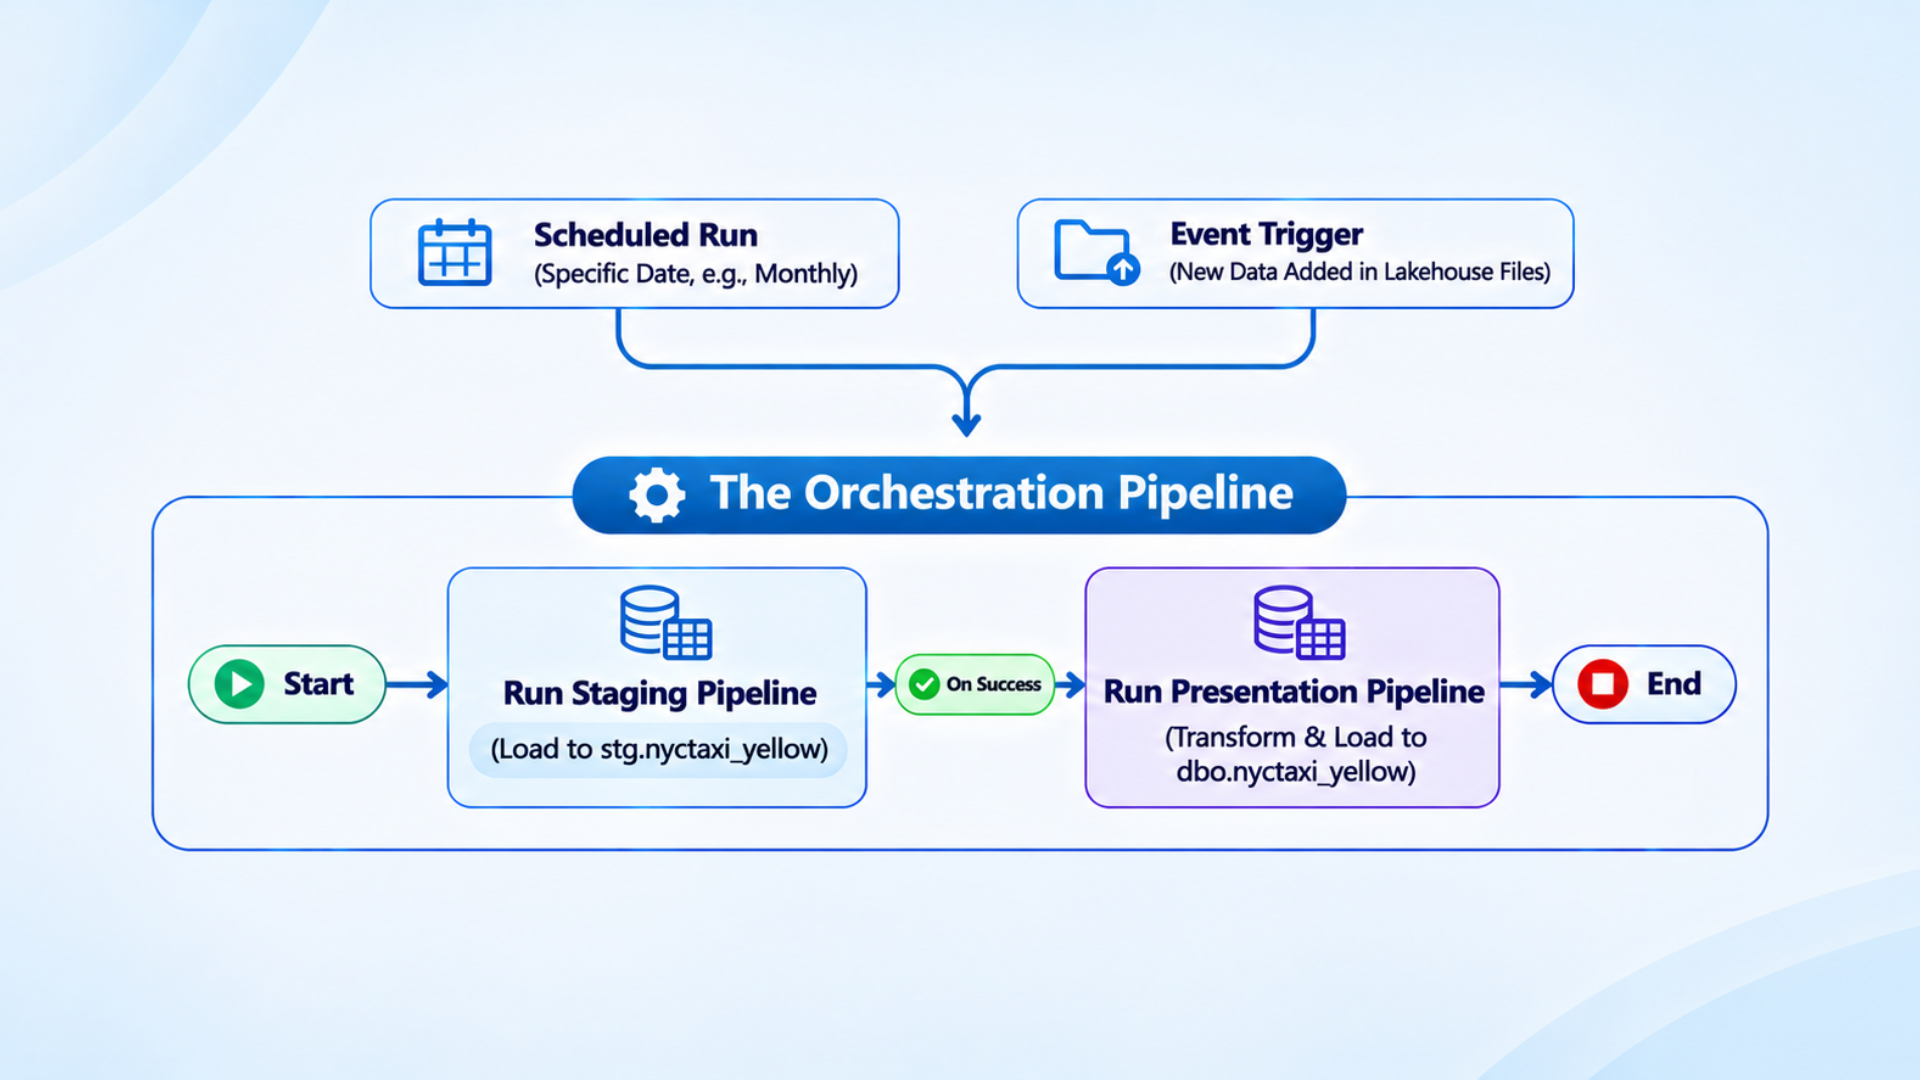 Scheduled Run
(Specific Date, e.g., Monthly)
Event Trigger
(New Data Added in Lakehouse Files)
The Orchestration Pipeline
Start
Run Staging Pipeline
(Load to stg.nyctaxi_yellow)
On Success
Run Presentation Pipeline
(Transform & Load to
dbo.nyctaxi_yellow)
End